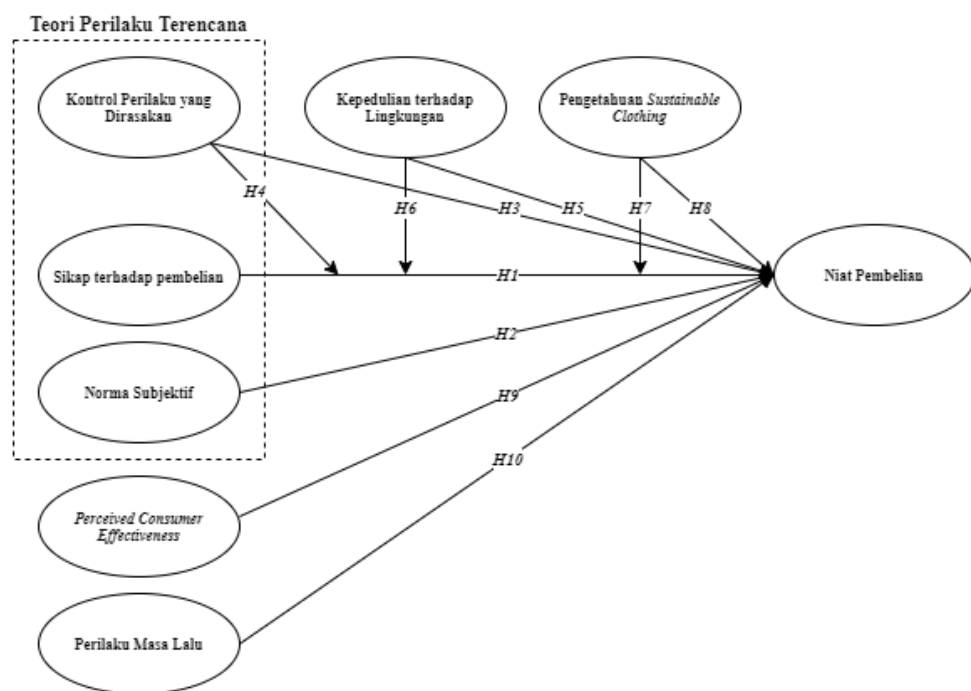 Teori Perilaku Terencana
Kontrol Perilaku yang
Dirasakan
Kepedulian terhadap
Lingkungan
Pengetahuan Sustainable
Clothing
H4
H6
H3
H5
H7
H8
Sikap terhadap pembelian
H1
Niat Pembelian
H2
Norma Subjektif
H9
H10
Perceived Consumer
Effectiveness
Perilaku Masa Lalu